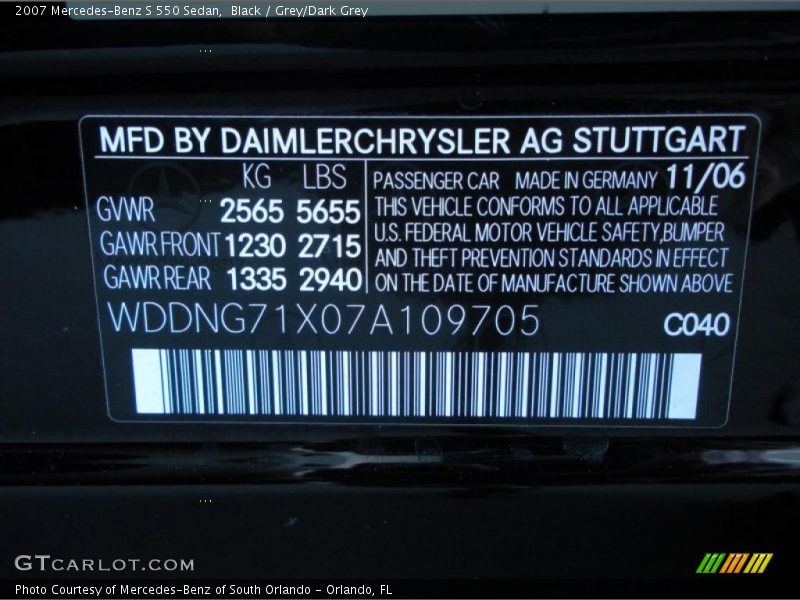 2007 Mercedes-Benz S 550 Sedan, Black / Grey/Dark Grey
MFD BY DAIMLERCHRYSLER AG STUTTGART
KG LBS
GVWR 2565 5655
GAWR FRONT 1230 2715
GAWR REAR 1335 2940
PASSENGER CAR MADE IN GERMANY 11/06
THIS VEHICLE CONFORMS TO ALL APPLICABLE
U.S. FEDERAL MOTOR VEHICLE SAFETY,BUMPER
AND THEFT PREVENTION STANDARDS IN EFFECT
ON THE DATE OF MANUFACTURE SHOWN ABOVE
WDDNG71X07A109705
C040
GTCARLOT.COM
Photo Courtesy of Mercedes-Benz of South Orlando - Orlando, FL